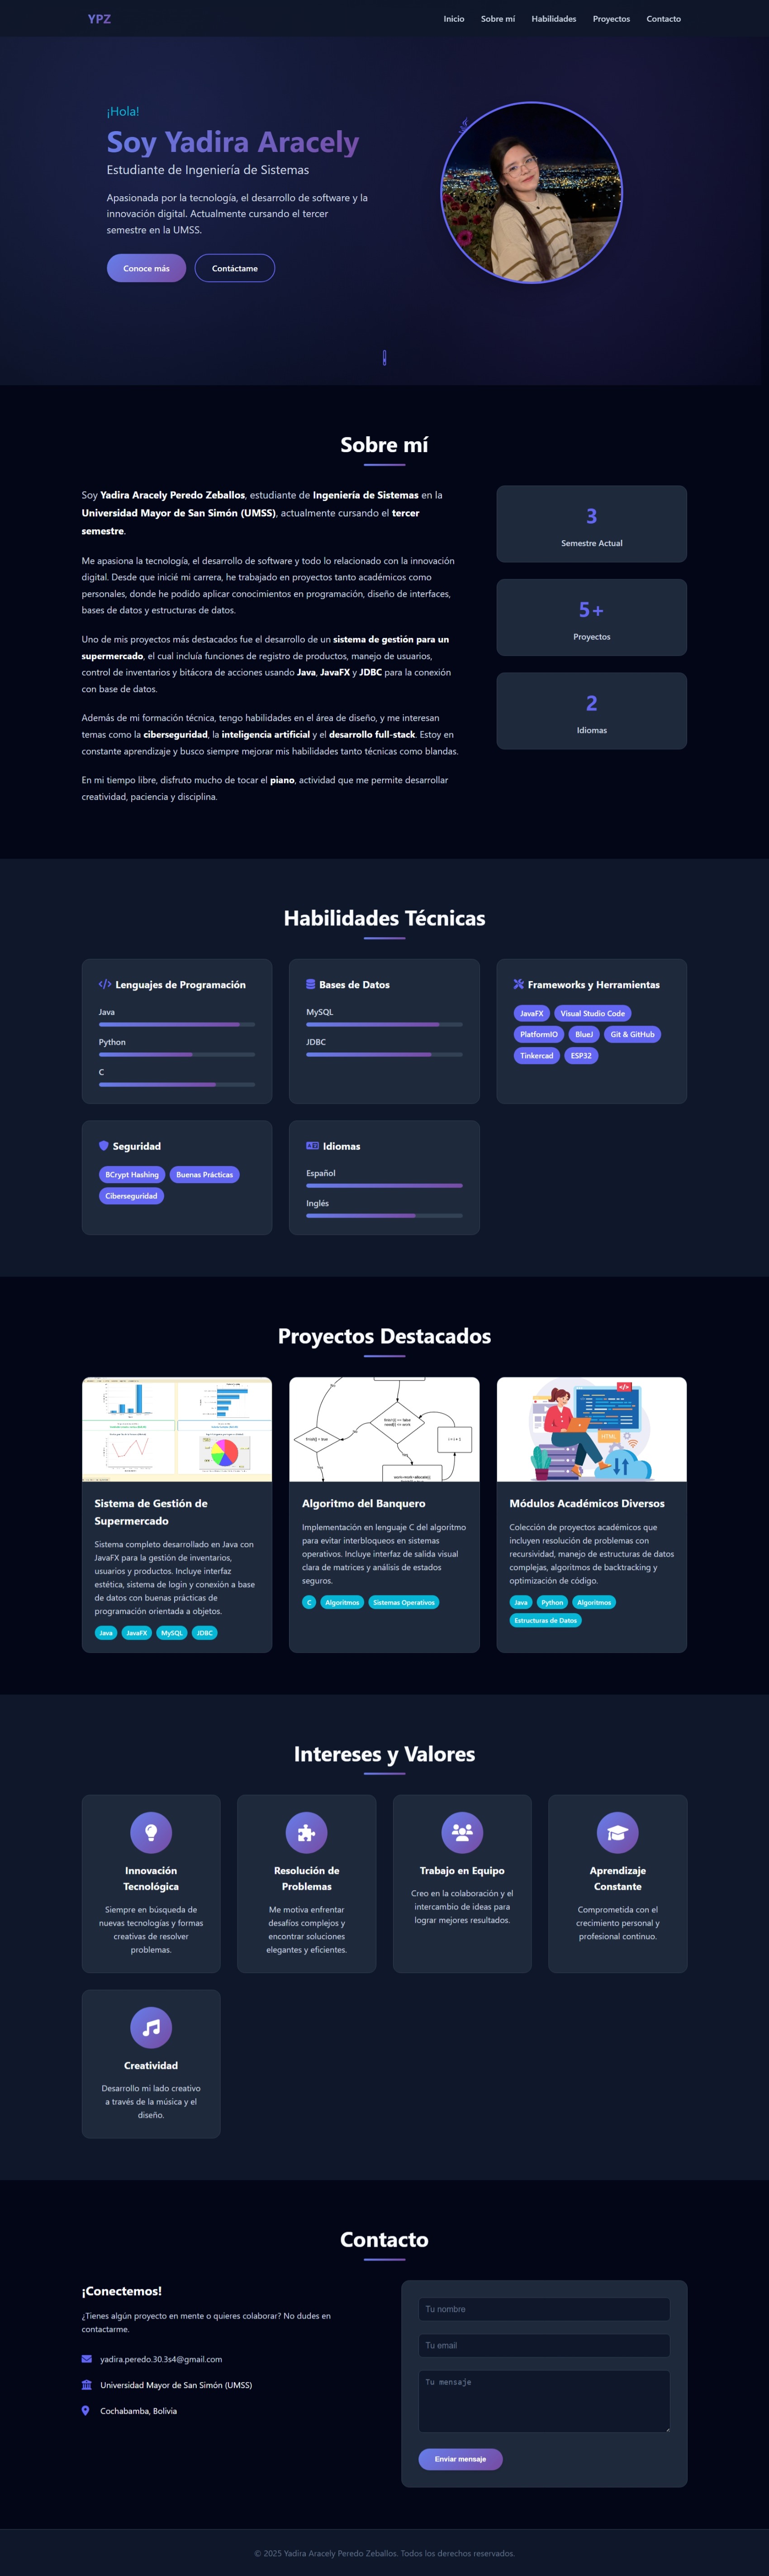 YPZ
Inicio
Sobre mí
Habilidades
Proyectos
Contacto
¡Hola!
Soy Yadira Aracely
Estudiante de Ingeniería de Sistemas
Apasionada por la tecnología, el desarrollo de software y la
innovación digital. Actualmente cursando el tercer
semestre en la UMSS.
Conoce más
Contáctame
Sobre mí
Soy Yadira Aracely Peredo Zeballos, estudiante de Ingeniería de Sistemas en la
Universidad Mayor de San Simón (UMSS), actualmente cursando el tercer
semestre.
Me apasiona la tecnología, el desarrollo de software y todo lo relacionado con la innovación
digital. Desde que inicié mi carrera, he trabajado en proyectos tanto académicos como
personales, donde he podido aplicar conocimientos en programación, diseño de interfaces,
bases de datos y estructuras de datos.
Uno de mis proyectos más destacados fue el desarrollo de un sistema de gestión para un
supermercado, el cual incluía funciones de registro de productos, manejo de usuarios,
control de inventarios y bitácora de acciones usando Java, JavaFX y JDBC para la conexión
con base de datos.
Además de mi formación técnica, tengo habilidades en el área de diseño, y me interesan
temas como la ciberseguridad, la inteligencia artificial y el desarrollo full-stack. Estoy en
constante aprendizaje y busco siempre mejorar mis habilidades tanto técnicas como blandas.
En mi tiempo libre, disfruto mucho de tocar el piano, actividad que me permite desarrollar
creatividad, paciencia y disciplina.
3
Semestre Actual
5+
Proyectos
2
Idiomas
Habilidades Técnicas
Lenguajes de Programación
Java
Python
C
Bases de Datos
MySQL
JDBC
Frameworks y Herramientas
JavaFX
Visual Studio Code
PlatformIO
BlueJ
Git & GitHub
Tinkercad
ESP32
Seguridad
BCrypt Hashing
Buenas Prácticas
Ciberseguridad
Idiomas
Español
Inglés
Proyectos Destacados
Sistema de Gestión de
Supermercado
Sistema completo desarrollado en Java con
JavaFX para la gestión de inventarios,
usuarios y productos. Incluye interfaz
estética, sistema de login y conexión a base
de datos con buenas prácticas de
programación orientada a objetos.
Java
JavaFX
MySQL
JDBC
Algoritmo del Banquero
Implementación en lenguaje C del algoritmo
para evitar interbloqueos en sistemas
operativos. Incluye interfaz de salida visual
clara de matrices y análisis de estados
seguros.
C
Algoritmos
Sistemas Operativos
</> 
HTML
Módulos Académicos Diversos
Colección de proyectos académicos que
incluyen resolución de problemas con
recursividad, manejo de estructuras de datos
complejas, algoritmos de backtracking y
optimización de código.
Java
Python
Algoritmos
Estructuras de Datos
Intereses y Valores
Innovación
Tecnológica
Siempre en búsqueda de
nuevas tecnologías y formas
creativas de resolver
problemas.
Resolución de
Problemas
Me motiva enfrentar
desafíos complejos y
encontrar soluciones
elegantes y eficientes.
Trabajo en Equipo
Creo en la colaboración y el
intercambio de ideas para
lograr mejores resultados.
Aprendizaje
Constante
Comprometida con el
crecimiento personal y
profesional continuo.
Creatividad
Desarrollo mi lado creativo
a través de la música y el
diseño.
Contacto
¡Conectemos!
¿Tienes algún proyecto en mente o quieres colaborar? No dudes en
contactarme.
yadira.peredo.30.3s4@gmail.com
Universidad Mayor de San Simón (UMSS)
Cochabamba, Bolivia
Tu nombre
Tu email
Tu mensaje
Enviar mensaje
© 2025 Yadira Aracely Peredo Zeballos. Todos los derechos reservados.